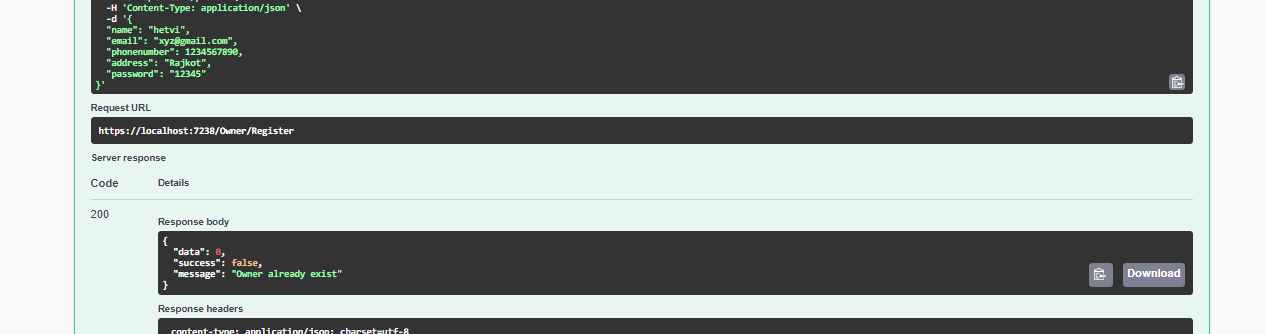 -H 'Content-Type: application/json' \
-d '{
"name": "hetvi",
"email": "xyz@gmail.com",
"phonenumber": 1234567890,
"address": "Rajkot",
"password": "12345"
}'
Request URL
https://localhost:7238/Owner/Register
Server response
Code Details
200
Response body
{
"data": 0,
"success": false,
"message": "Owner already exist"
}
Download
Response headers
content-type: application/json; charset=utf-8